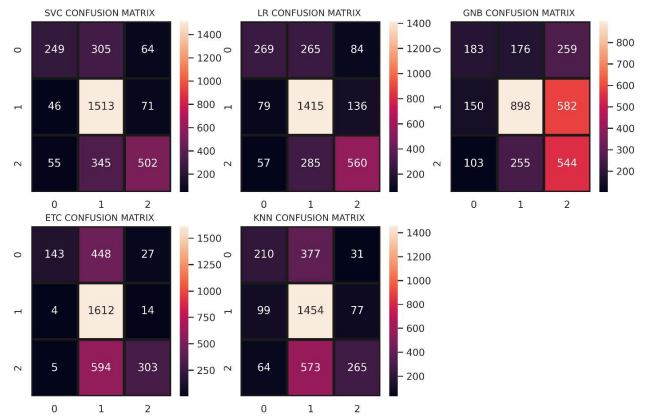 SVC CONFUSION MATRIX
0 249 305 64
1 46 1513 71
2 55 345 502
0 1 2
1400
1200
1000
800
600
400
200
LR CONFUSION MATRIX
0 269 265 84
1 79 1415 136
2 57 285 560
0 1 2
1400
1200
1000
800
600
400
200
GNB CONFUSION MATRIX
0 183 176 259
1 150 898 582
2 103 255 544
0 1 2
800
600
400
200
ETC CONFUSION MATRIX
0 143 448 27
1 4 1612 14
2 5 594 303
0 1 2
1500
1250
1000
750
500
250
KNN CONFUSION MATRIX
0 210 377 31
1 99 1454 77
2 64 573 265
0 1 2
1400
1200
1000
800
600
400
200